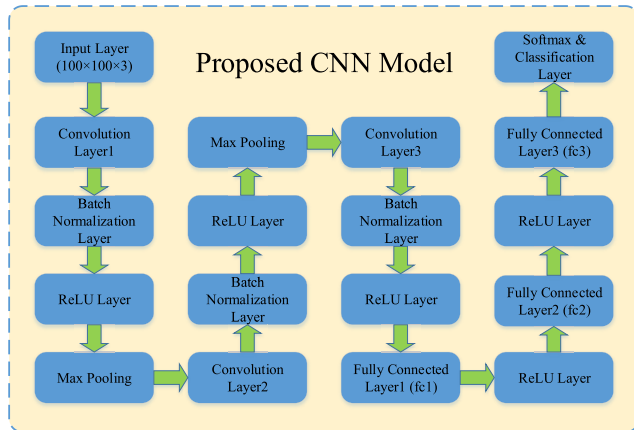 Proposed CNN Model
Input Layer
(100×100×3)
Convolution
Layer1
Batch
Normalization
Layer
ReLU Layer
Max Pooling
Convolution
Layer2
Batch
Normalization
Layer
ReLU Layer
Max Pooling
Convolution
Layer3
Batch
Normalization
Layer
ReLU Layer
Fully Connected
Layer1 (fc1)
ReLU Layer
Fully Connected
Layer2 (fc2)
ReLU Layer
Fully Connected
Layer3 (fc3)
Softmax &
Classification
Layer